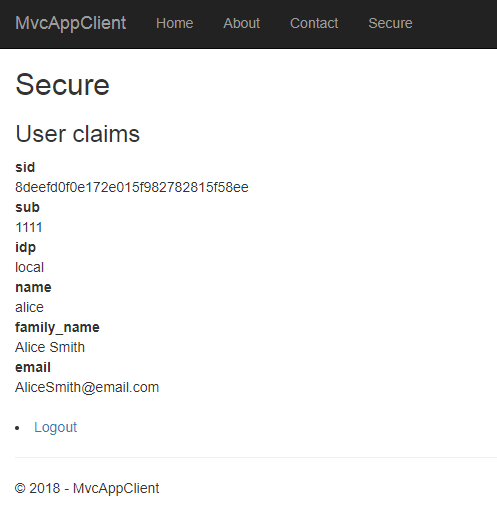 MvcAppClient Home About Contact Secure
Secure
User claims
sid
8deefd0f0e172e015f982782815f58ee
sub
1111
idp
local
name
alice
family_name
Alice Smith
email
AliceSmith@email.com
• Logout
© 2018 - MvcAppClient